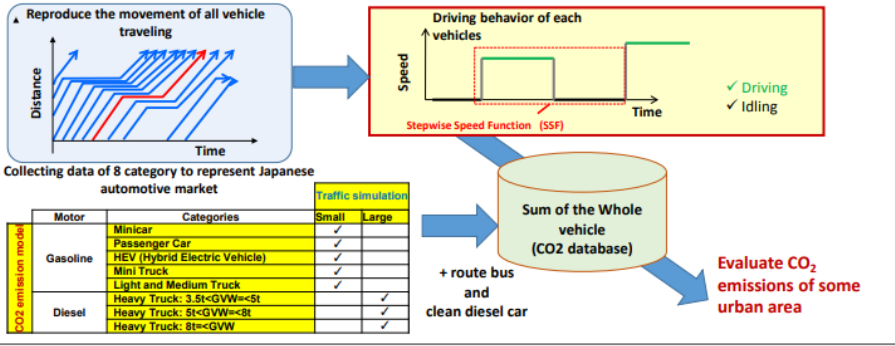 Reproduce the movement of all vehicle
traveling
Distance
Time
Driving behavior of each
vehicles
Speed
Time
Stepwise Speed Function (SSF)
✓ Driving
✓ Idling
Collecting data of 8 category to represent Japanese
automotive market
Traffic simulation
Motor Categories Small Large
CO2 emission model
Gasoline
Minicar ✓
Passenger Car ✓
HEV (Hybrid Electric Vehicle) ✓
Mini Truck ✓
Light and Medium Truck ✓
Diesel
Heavy Truck: 3.5t<GVW=<5t ✓
Heavy Truck: 5t<GVW=<8t ✓
Heavy Truck: 8t=<GVW ✓
+ route bus
and
clean diesel car
Sum of the Whole
vehicle
(CO2 database)
Evaluate CO₂
emissions of some
urban area